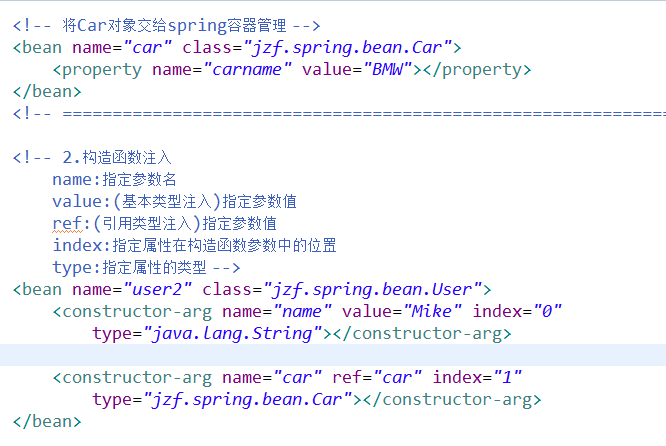 <!-- 将Car对象交给spring容器管理 -->
<bean name="car" class="jzf.spring.bean.Car">
    <property name="carname" value="BMW"></property>
</bean>
<!-- =============================================================
<!-- 2.构造函数注入
    name:指定参数名
    value:(基本类型注入)指定参数值
    ref:(引用类型注入)指定参数值
    index:指定属性在构造函数参数中的位置
    type:指定属性的类型 -->
<bean name="user2" class="jzf.spring.bean.User">
    <constructor-arg name="name" value="Mike" index="0"
        type="java.lang.String"></constructor-arg>
    <constructor-arg name="car" ref="car" index="1"
        type="jzf.spring.bean.Car"></constructor-arg>
</bean>